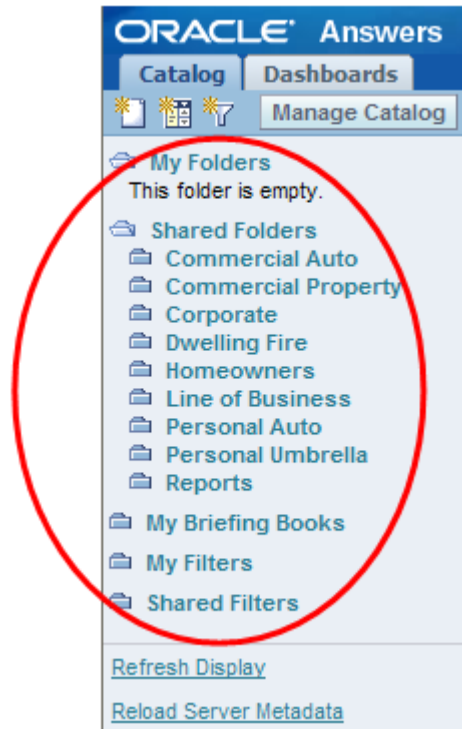 ORACLE Answers
Catalog Dashboards
Manage Catalog
My Folders
This folder is empty.
Shared Folders
Commercial Auto
Commercial Property
Corporate
Dwelling Fire
Homeowners
Line of Business
Personal Auto
Personal Umbrella
Reports
My Briefing Books
My Filters
Shared Filters
Refresh Display
Reload Server Metadata